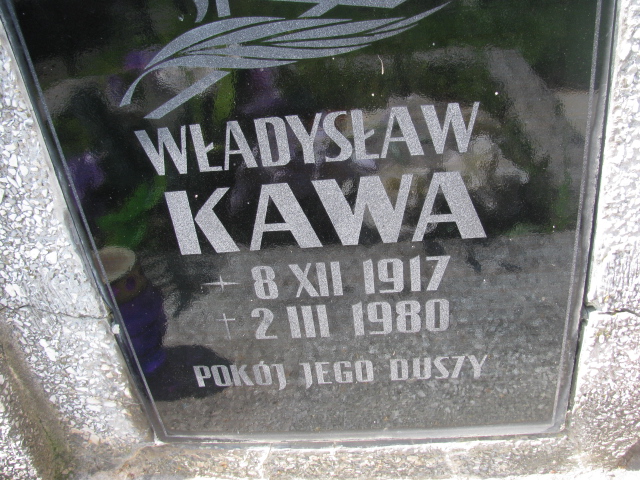 WŁADYSŁAW
KAWA
8 XII 1917
2 III 1980
POKÓJ JEGO DUSZY